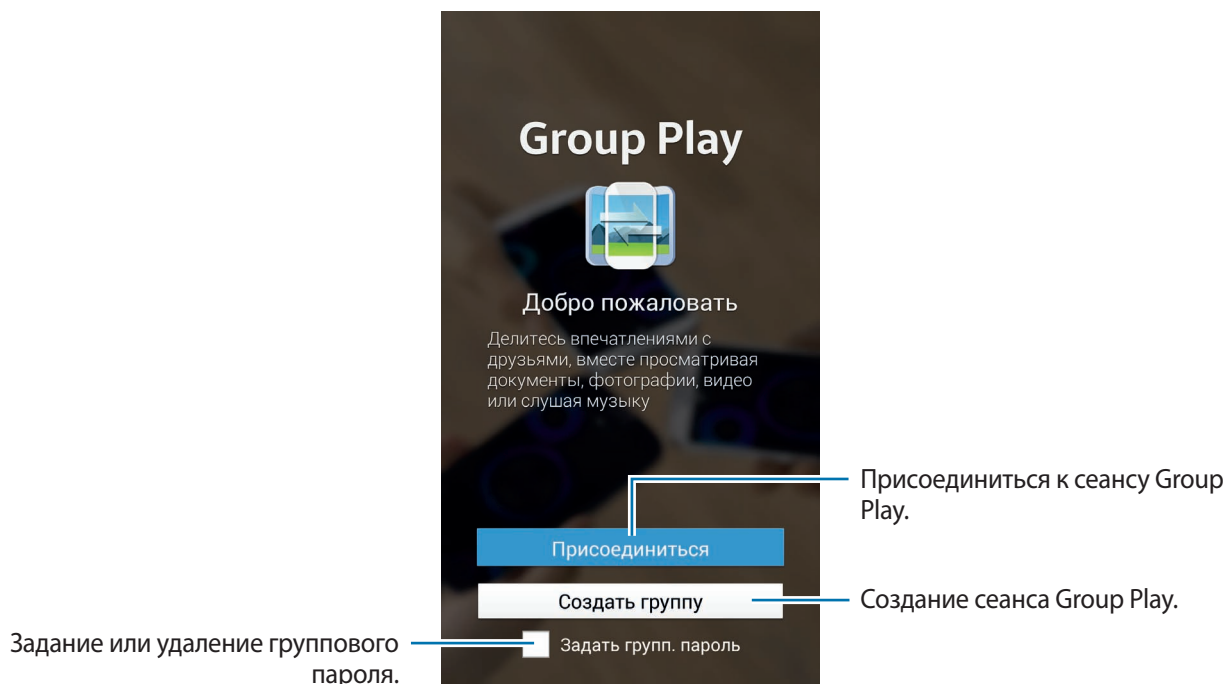 Group Play
Добро пожаловать
Делитесь впечатлениями с
друзьями, вместе просматривая
документы, фотографии, видео
или слушая музыку
Присоединиться к сеансу Group
Play.
Присоединиться
Создать группу
Создание сеанса Group Play.
Задание или удаление группового
пароля.
Задать групп. пароль